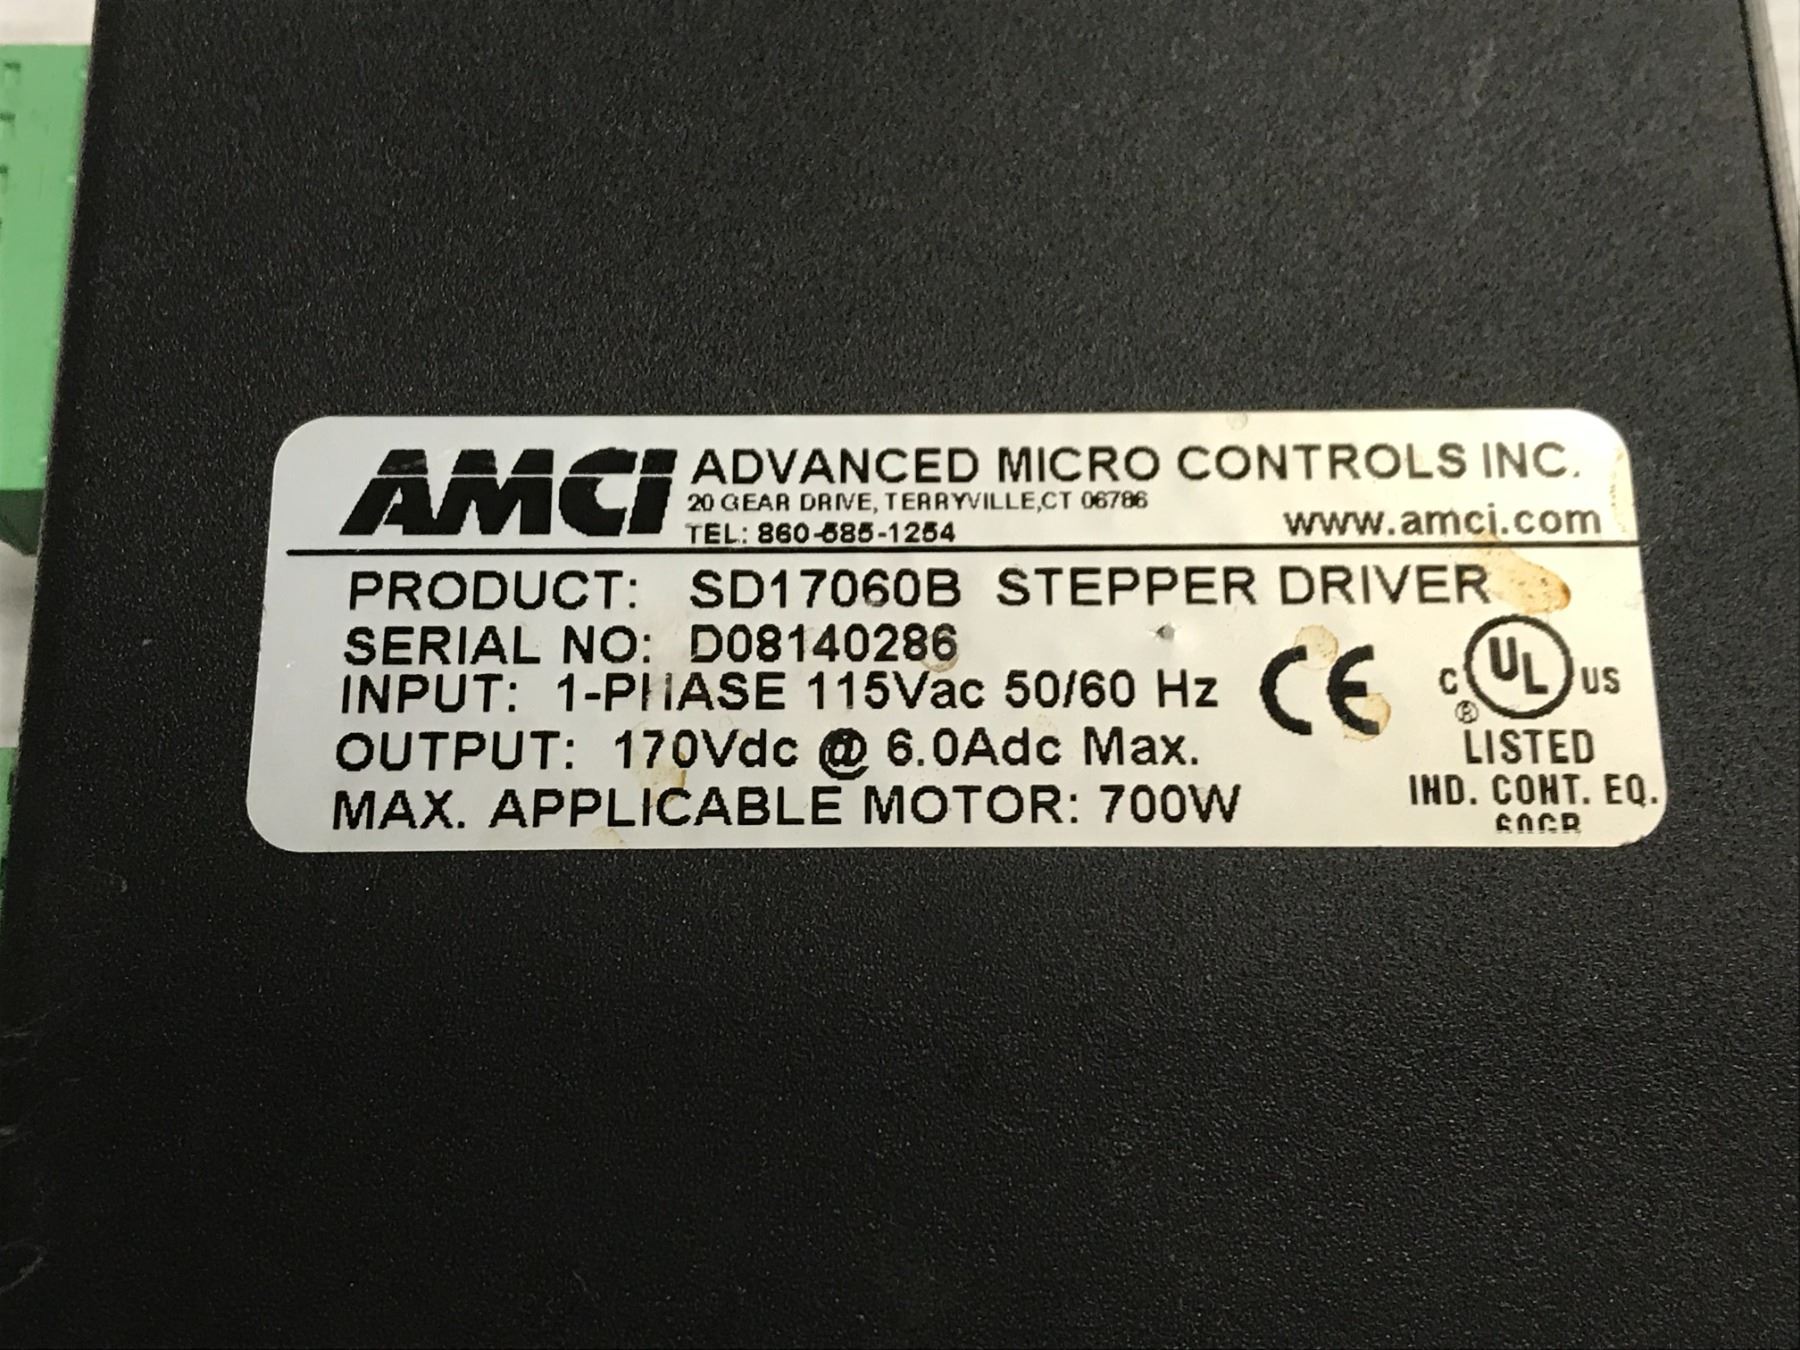 AMCI ADVANCED MICRO CONTROLS INC.
20 GEAR DRIVE, TERRYVILLE,CT 06786
TEL: 860-585-1254 www.amci.com
PRODUCT: SD17060B STEPPER DRIVER
SERIAL NO: D08140286
INPUT: 1-PHASE 115Vac 50/60 Hz
OUTPUT: 170Vdc @ 6.0Adc Max.
MAX. APPLICABLE MOTOR: 700W
CE
C UL US
®
LISTED
IND. CONT. EQ.